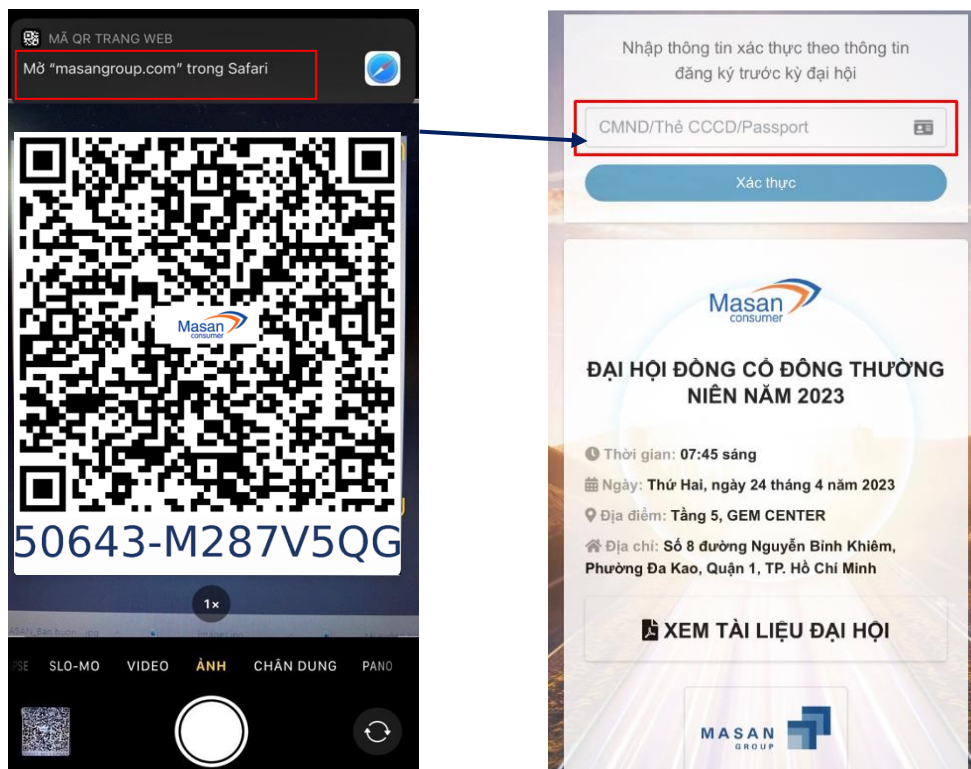 MÃ QR TRANG WEB
Mở “masangroup.com” trong Safari
Masan
consumer
50643-M287V5QG
1×
SLO-MO VIDEO ẢNH CHÂN DUNG PANO
Nhập thông tin xác thực theo thông tin
đăng ký trước kỳ đại hội
CMND/Thẻ CCCD/Passport
Xác thực
Masan
consumer
ĐẠI HỘI ĐỒNG CỔ ĐÔNG THƯỜNG
NIÊN NĂM 2023
Thời gian: 07:45 sáng
Ngày: Thứ Hai, ngày 24 tháng 4 năm 2023
Địa điểm: Tầng 5, GEM CENTER
Địa chỉ: Số 8 đường Nguyễn Bỉnh Khiêm,
Phường Đa Kao, Quận 1, TP. Hồ Chí Minh
XEM TÀI LIỆU ĐẠI HỘI
MASAN
GROUP